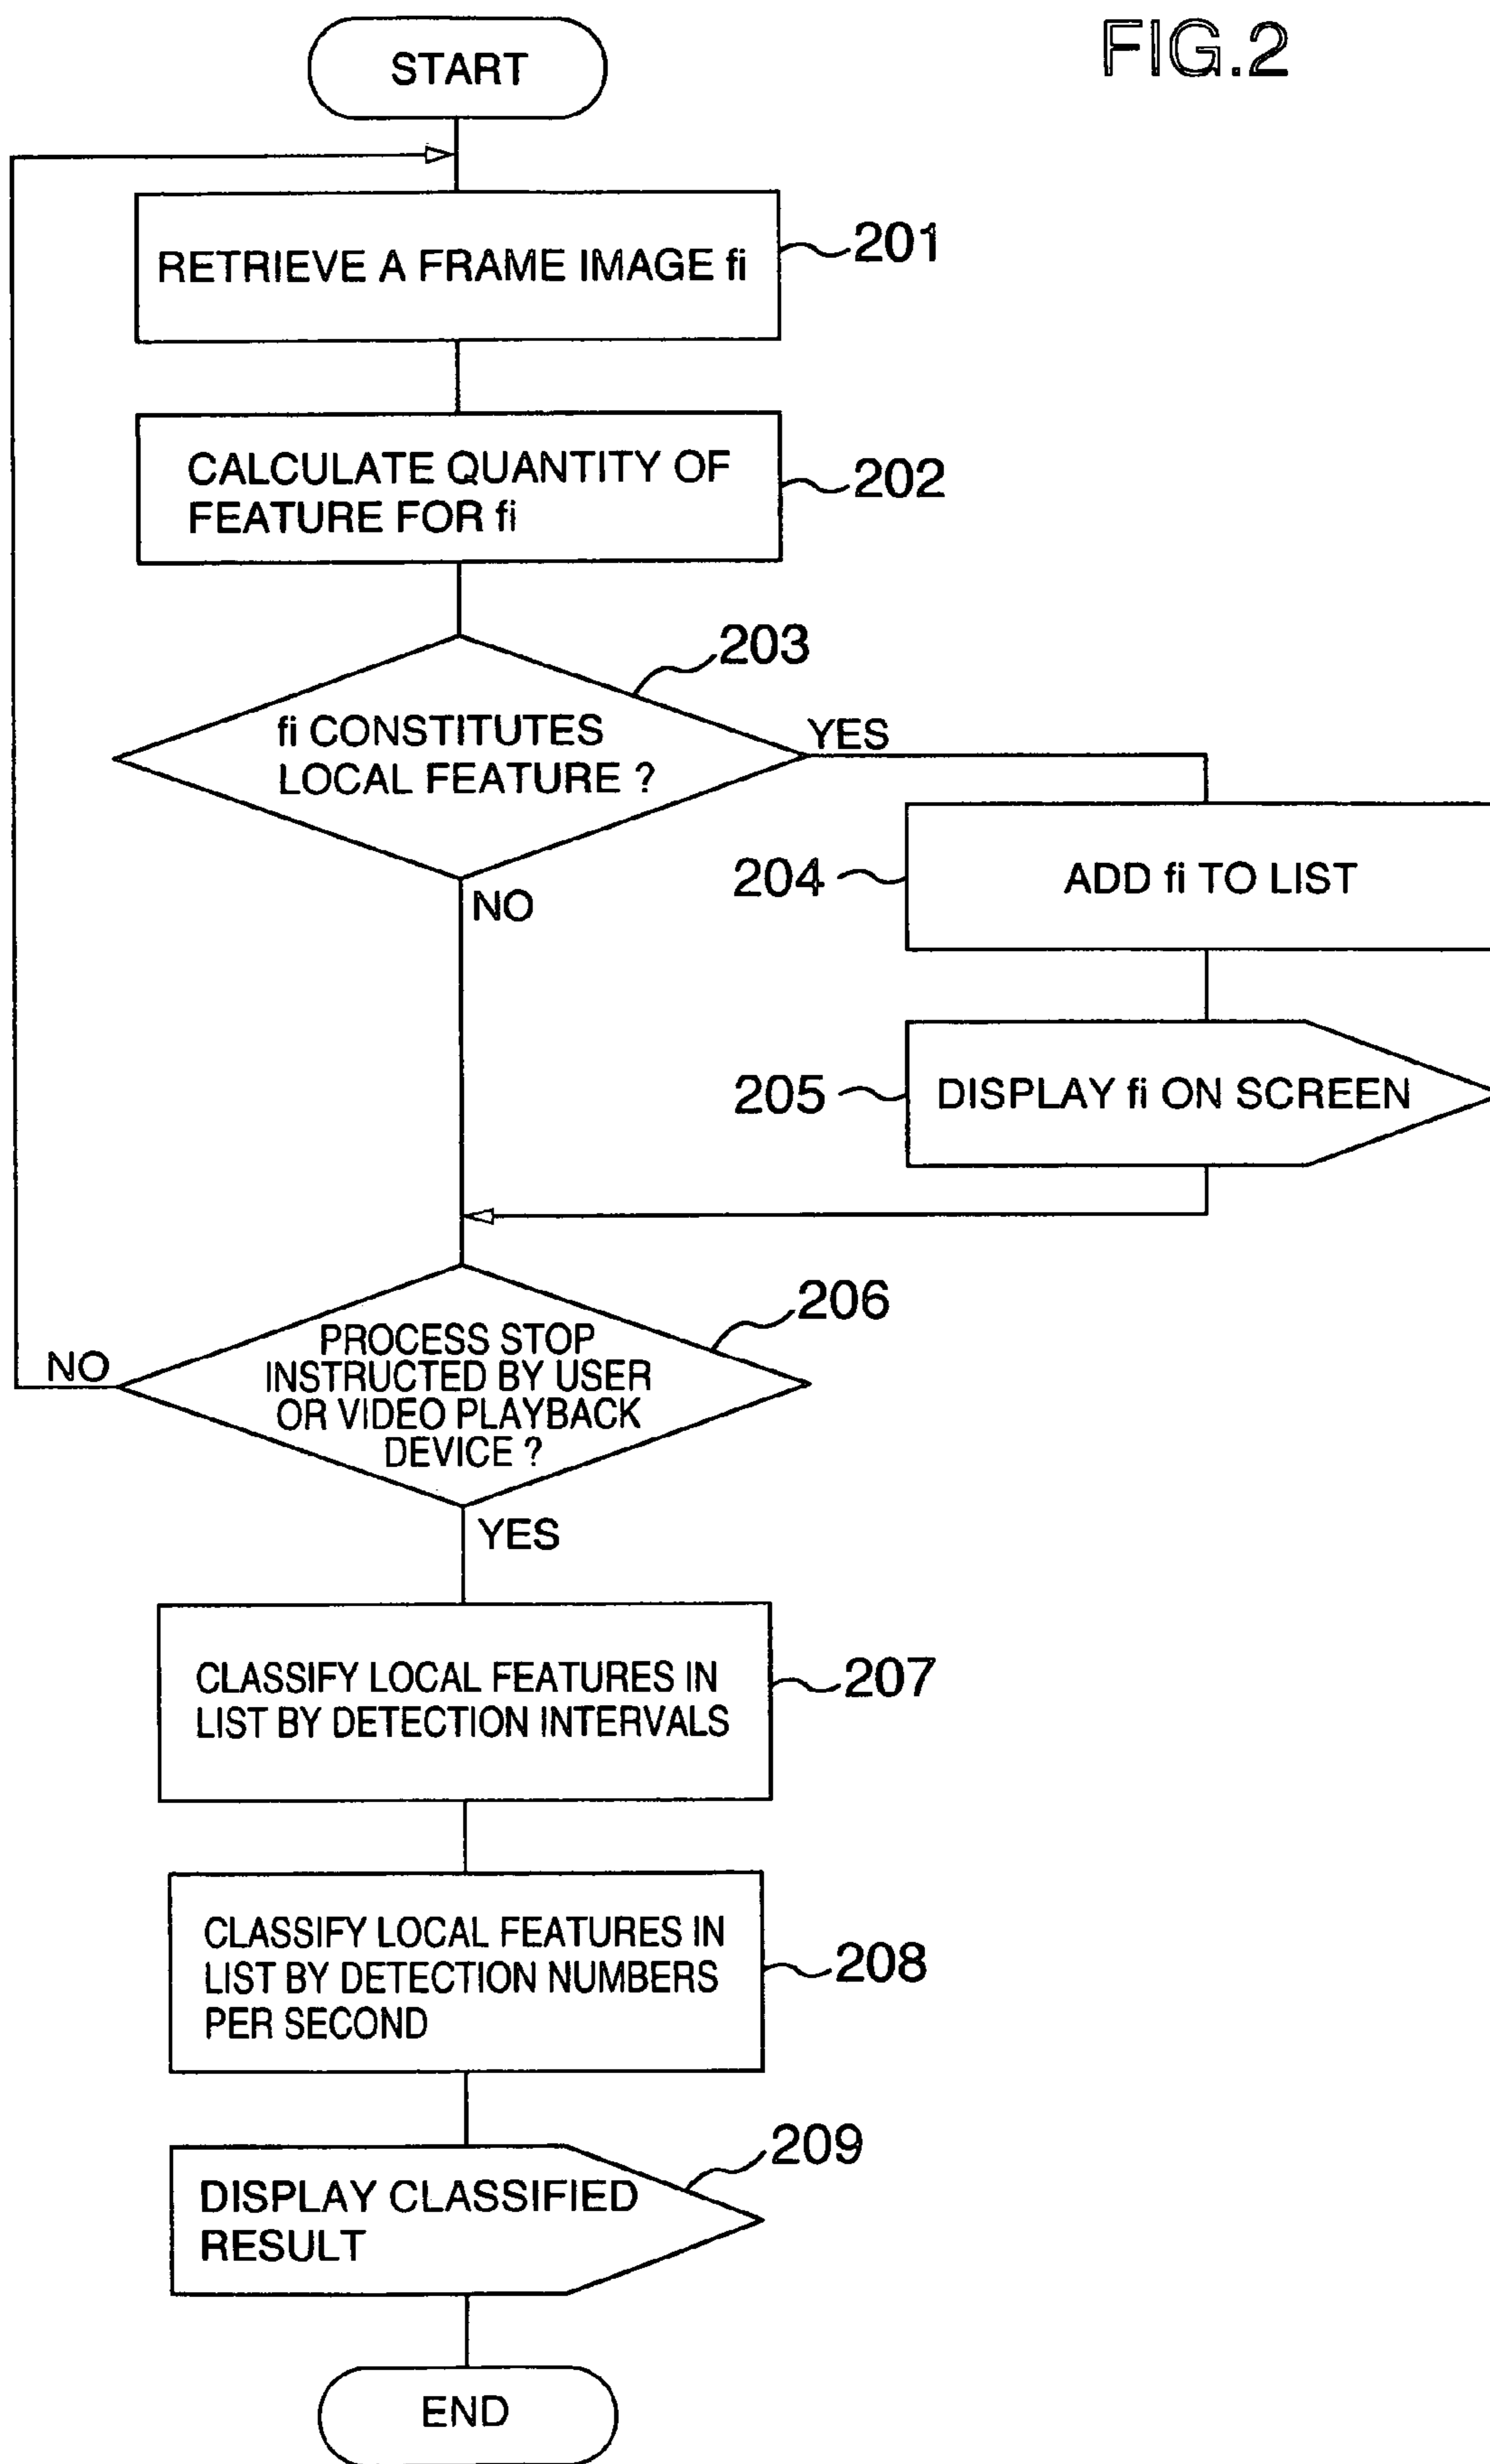 FIG.2
START
RETRIEVE A FRAME IMAGE fi
201
CALCULATE QUANTITY OF
FEATURE FOR fi
202
203
fi CONSTITUTES
LOCAL FEATURE ?
YES
NO
204
ADD fi TO LIST
205
DISPLAY fi ON SCREEN
206
PROCESS STOP
INSTRUCTED BY USER
OR VIDEO PLAYBACK
DEVICE ?
NO
YES
CLASSIFY LOCAL FEATURES IN
LIST BY DETECTION INTERVALS
207
CLASSIFY LOCAL FEATURES IN
LIST BY DETECTION NUMBERS
PER SECOND
208
209
DISPLAY CLASSIFIED
RESULT
END